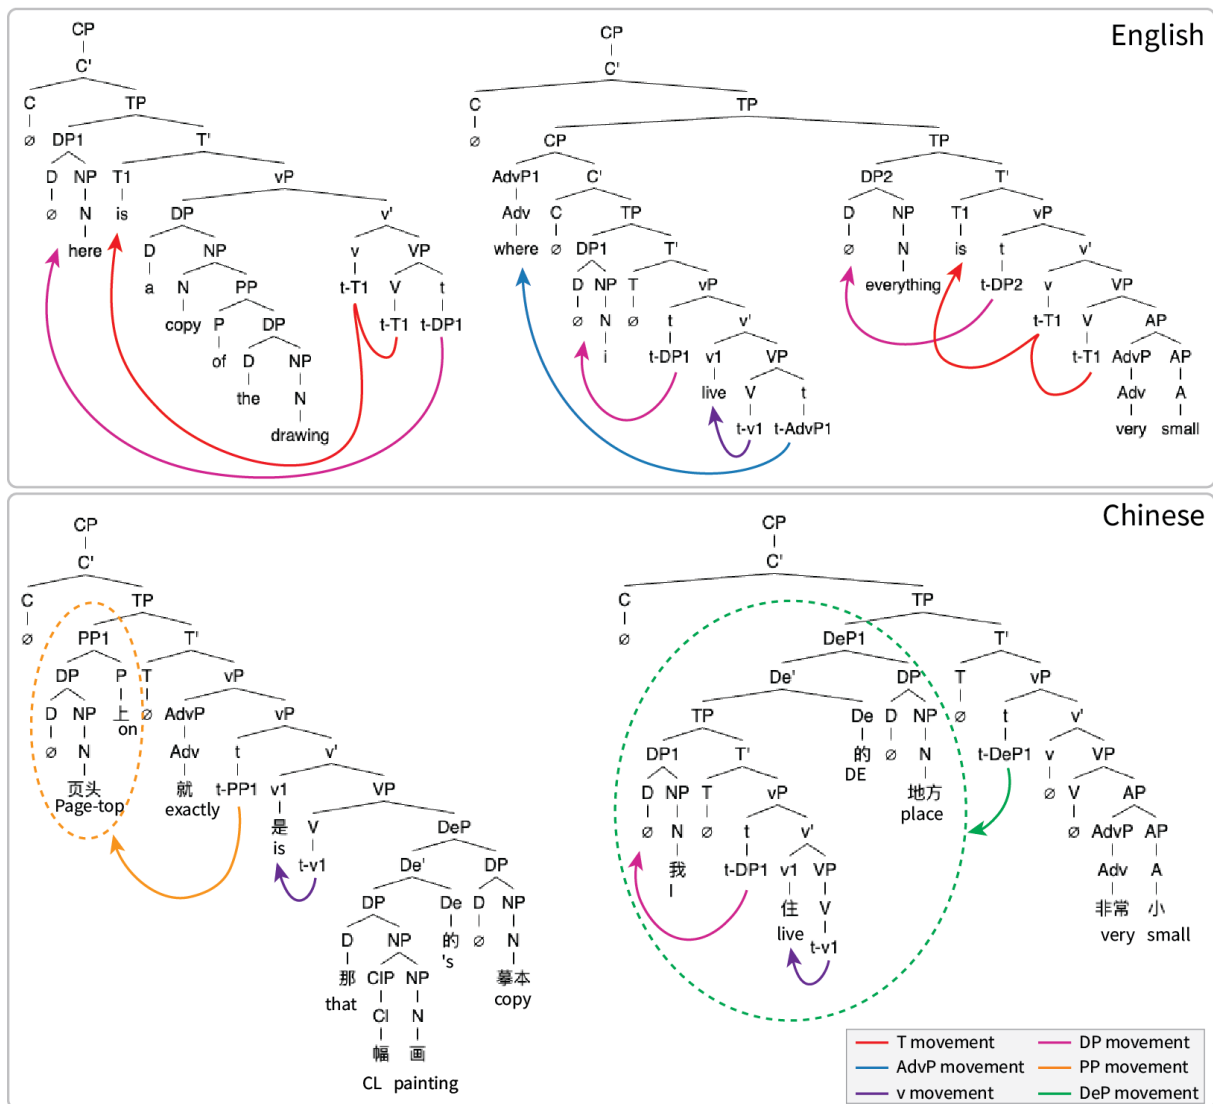 English
CP
C'
C TP
∅ DP1 T'
D NP T1 vP
∅ N is DP v'
here D NP v VP
a N PP t-T1 V t
copy P DP t-T1 t-DP1
of D NP
the N
drawing
CP
C'
C TP
∅ CP TP
AdvP1 C' DP2 T'
Adv C TP D NP T1 vP
where ∅ DP1 T' ∅ N is t v'
D NP T vP everything t-DP2 v VP
∅ N ∅ t v' t-T1 V AP
i t-DP1 v1 VP t-T1 AdvP AP
live V t Adv A
t-v1 t-AdvP1 very small
Chinese
CP
C'
C TP
∅ PP1 T'
DP P T vP
D NP 上 ∅ AdvP vP
on
∅ N Adv t v'
页头 就 t-PP1 v1 VP
Page-top exactly
是 V DeP
is
t-v1 De' DP
DP De D NP
D NP 的 ∅ N
's
那 ClP NP 摹本
that copy
Cl N
幅 画
CL painting
CP
C'
C TP
∅ DeP1 T'
De' DP T vP
TP De D NP ∅ t v'
DP1 T' 的 ∅ N t-DeP1 v VP
DE
D NP T vP 地方 ∅ V AP
place
∅ N ∅ t v' ∅ AdvP AP
我 t-DP1 v1 VP Adv A
I
住 V 非常 小
live very small
t-v1
T movement DP movement
AdvP movement PP movement
v movement DeP movement